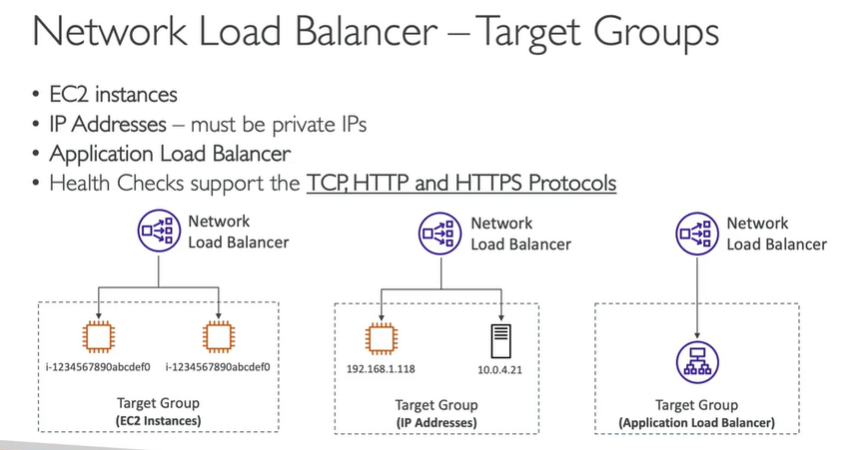 Network Load Balancer – Target Groups
• EC2 instances
• IP Addresses – must be private IPs
• Application Load Balancer
• Health Checks support the TCP, HTTP and HTTPS Protocols
Network
Load Balancer
i-1234567890abcdef0 i-1234567890abcdef0
Target Group
(EC2 Instances)
Network
Load Balancer
192.168.1.118 10.0.4.21
Target Group
(IP Addresses)
Network
Load Balancer
Target Group
(Application Load Balancer)